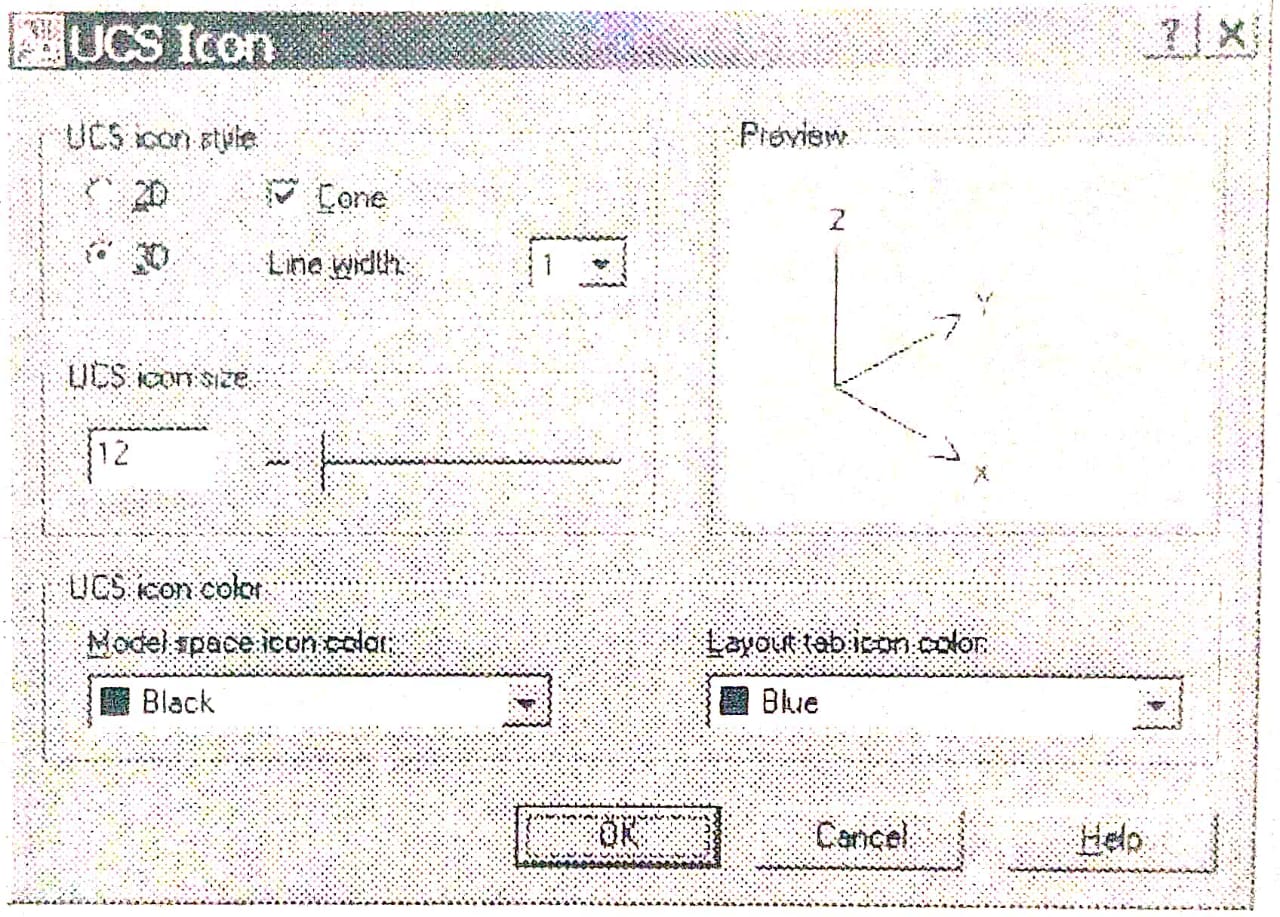 UCS Icon ? X
UCS icon style
2D
Cone
3D
Line width:
1
Preview
Z
Y
X
UCS icon size
12
UCS icon color
Model space icon color:
Black
Layout tab icon color:
Blue
OK
Cancel
Help